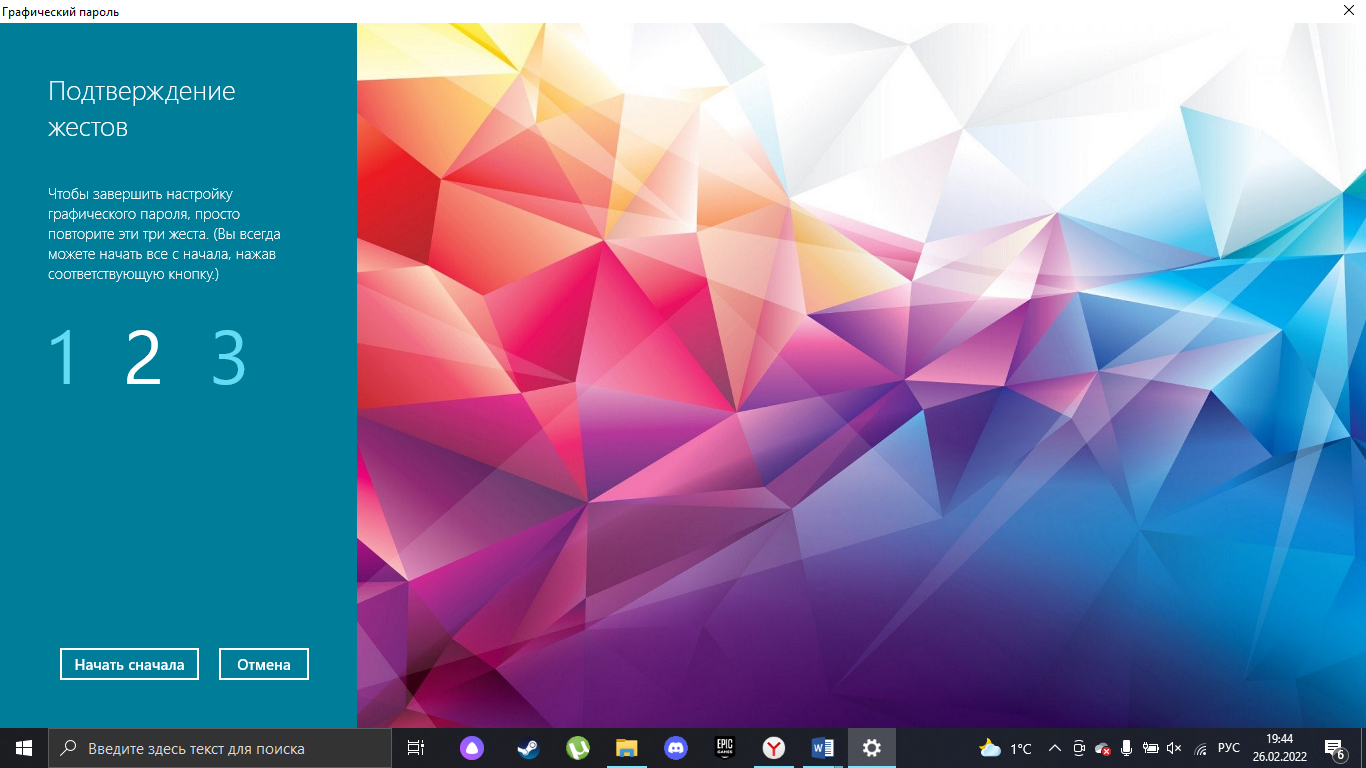 Графический пароль
Подтверждение
жестов
Чтобы завершить настройку
графического пароля, просто
повторите эти три жеста. (Вы всегда
можете начать все с начала, нажав
соответствующую кнопку.)
1 2 3
Начать сначала
Отмена
Введите здесь текст для поиска
EPIC
GAMES
1°C
РУС
19:44
26.02.2022
6